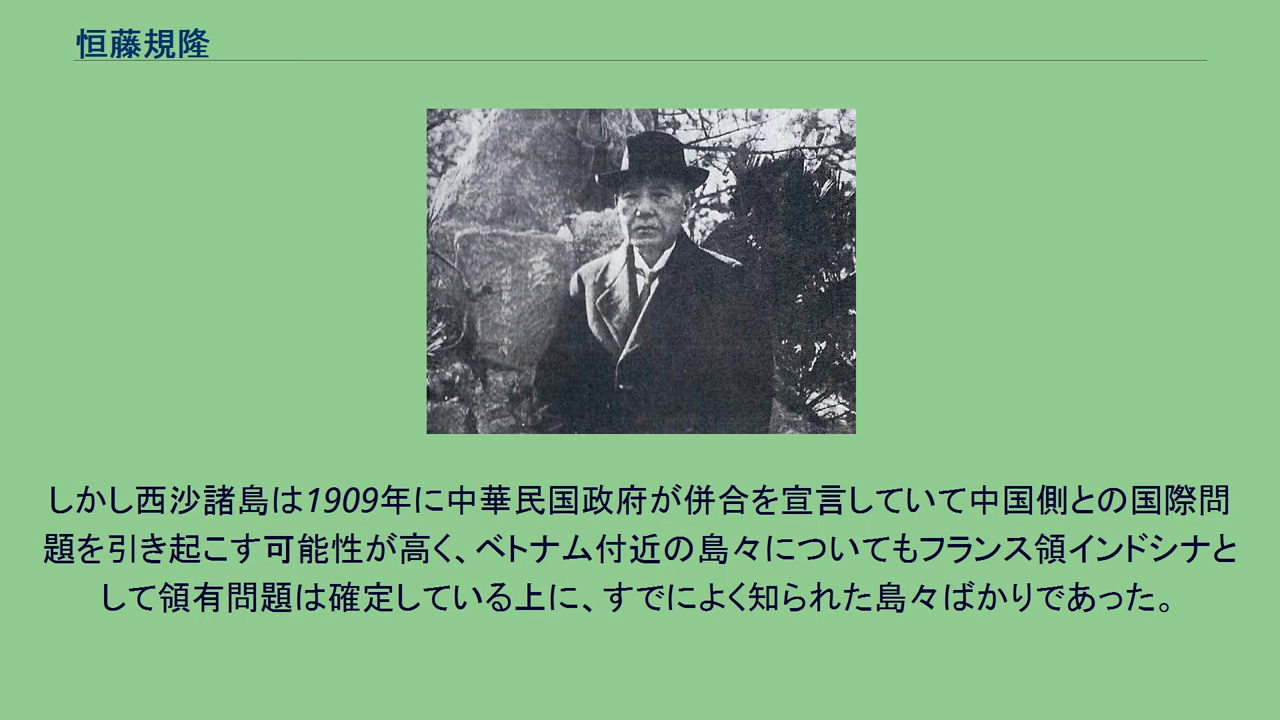 恒藤規隆
しかし西沙諸島は1909年に中華民国政府が併合を宣言していて中国側との国際問
題を引き起こす可能性が高く、ベトナム付近の島々についてもフランス領インドシナと
して領有問題は確定している上に、すでによく知られた島々ばかりであった。